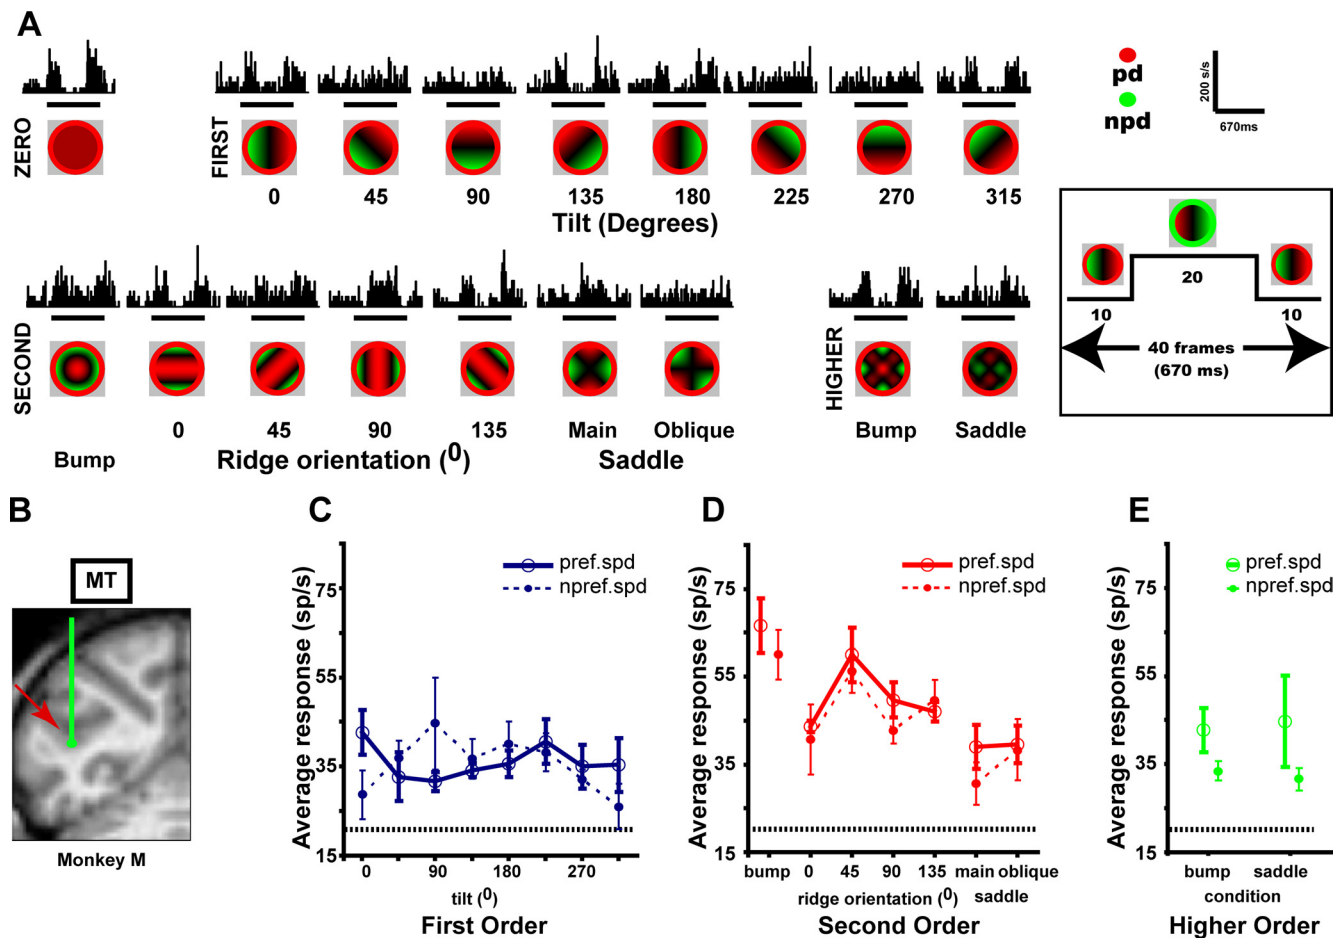 A
ZERO
FIRST
0 45 90 135 180 225 270 315
Tilt (Degrees)
pd
npd
200 s/s
670ms
SECOND
0 45 90 135 Main Oblique
Bump Ridge orientation (0) Saddle
HIGHER
Bump Saddle
20
10 10
40 frames
(670 ms)
B
MT
Monkey M
C
pref.spd
npref.spd
Average response (sp/s)
75
55
35
15
0 90 180 270
tilt (0)
First Order
D
pref.spd
npref.spd
Average response (sp/s)
75
55
35
15
bump 0 45 90 135 main oblique
ridge orientation (0) saddle
Second Order
E
pref.spd
npref.spd
Average response (sp/s)
75
55
35
15
bump saddle
condition
Higher Order